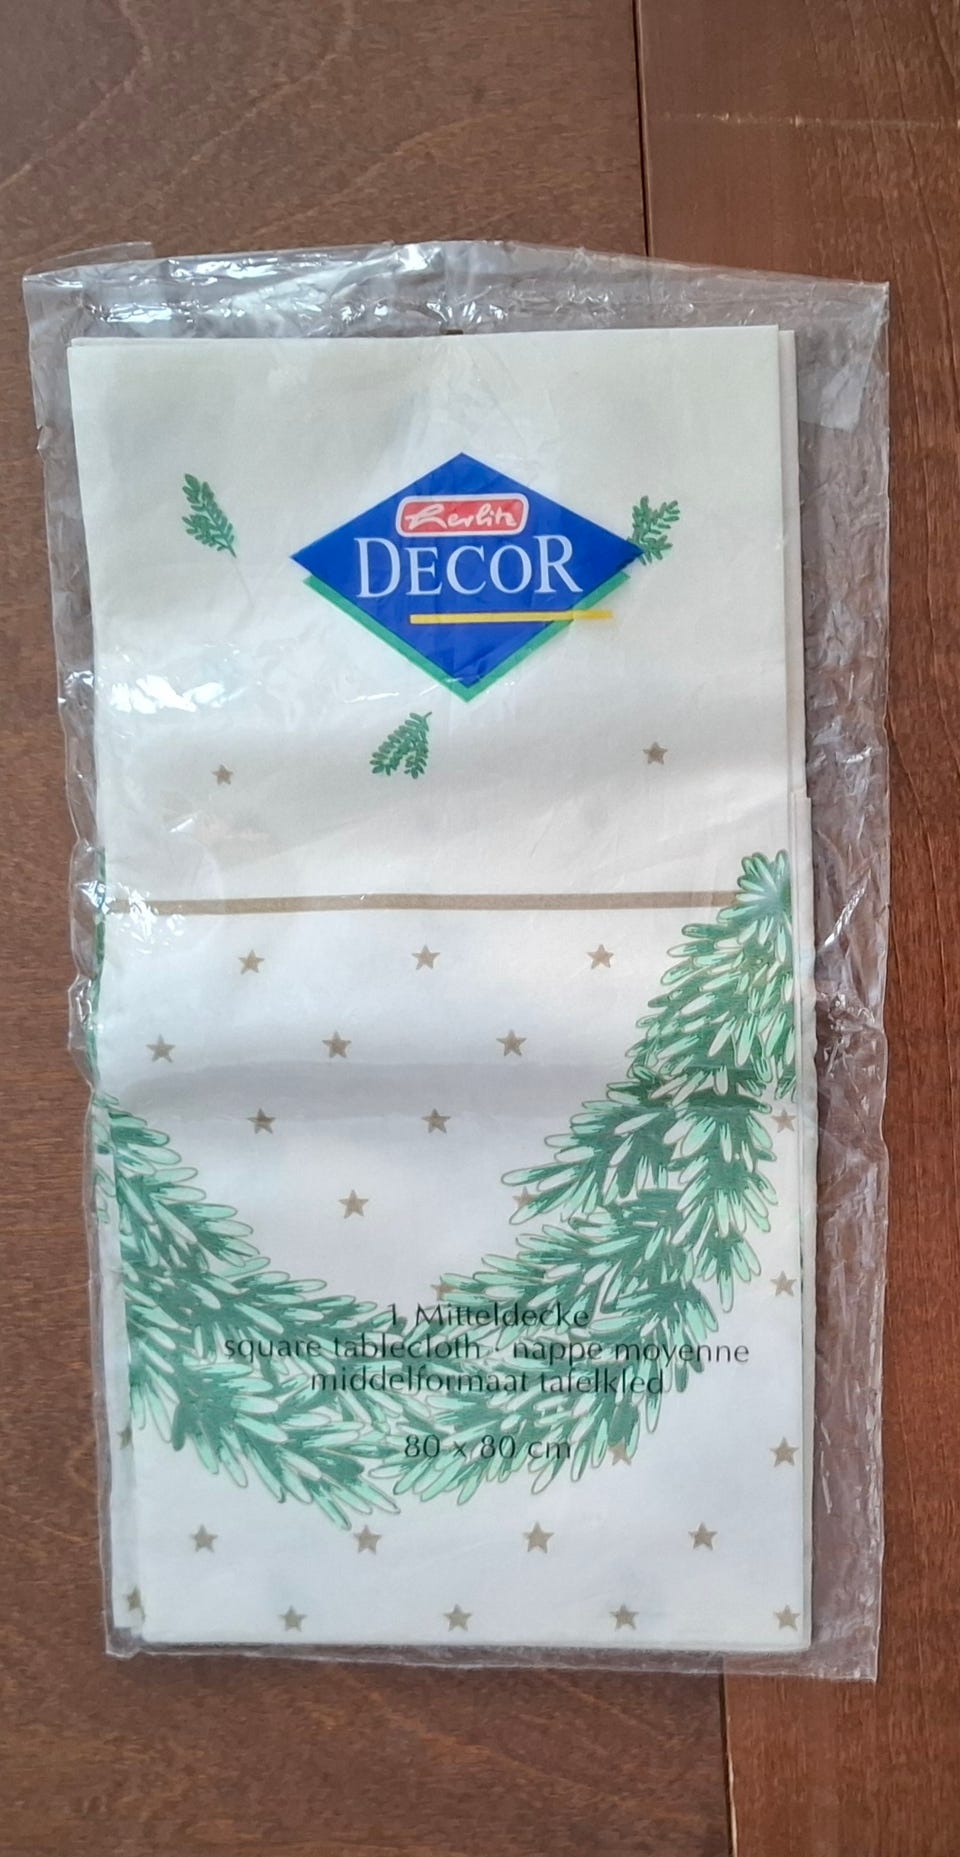 herlitz
DECOR
1 Mitteldecke
square tablecloth · nappe moyenne
middelformaat tafelkled
80 x 80 cm